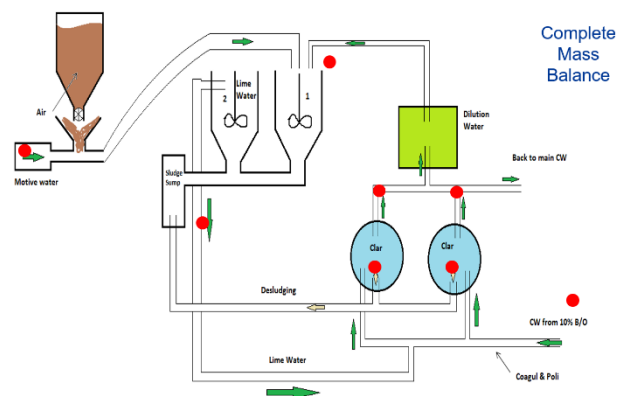 Complete
Mass
Balance
Air
Lime
Water
2
1
Dilution
Water
Motive water
Sludge
Sump
Back to main CW
Clar
Clar
Desludging
CW from 10% B/O
Lime Water
Coagul & Poli